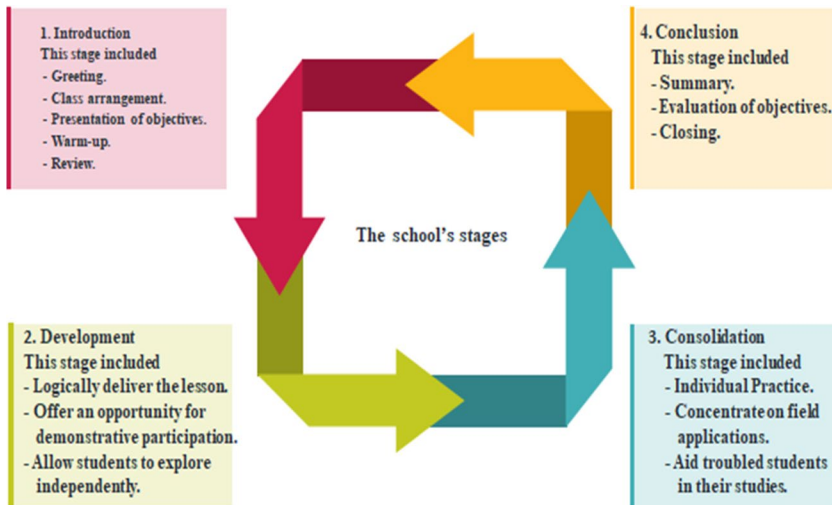 1. Introduction
This stage included
- Greeting.
- Class arrangement.
- Presentation of objectives.
- Warm-up.
- Review.
4. Conclusion
This stage included
- Summary.
- Evaluation of objectives.
- Closing.
The school's stages
2. Development
This stage included
- Logically deliver the lesson.
- Offer an opportunity for
demonstrative participation.
- Allow students to explore
independently.
3. Consolidation
This stage included
- Individual Practice.
- Concentrate on field
applications.
- Aid troubled students
in their studies.